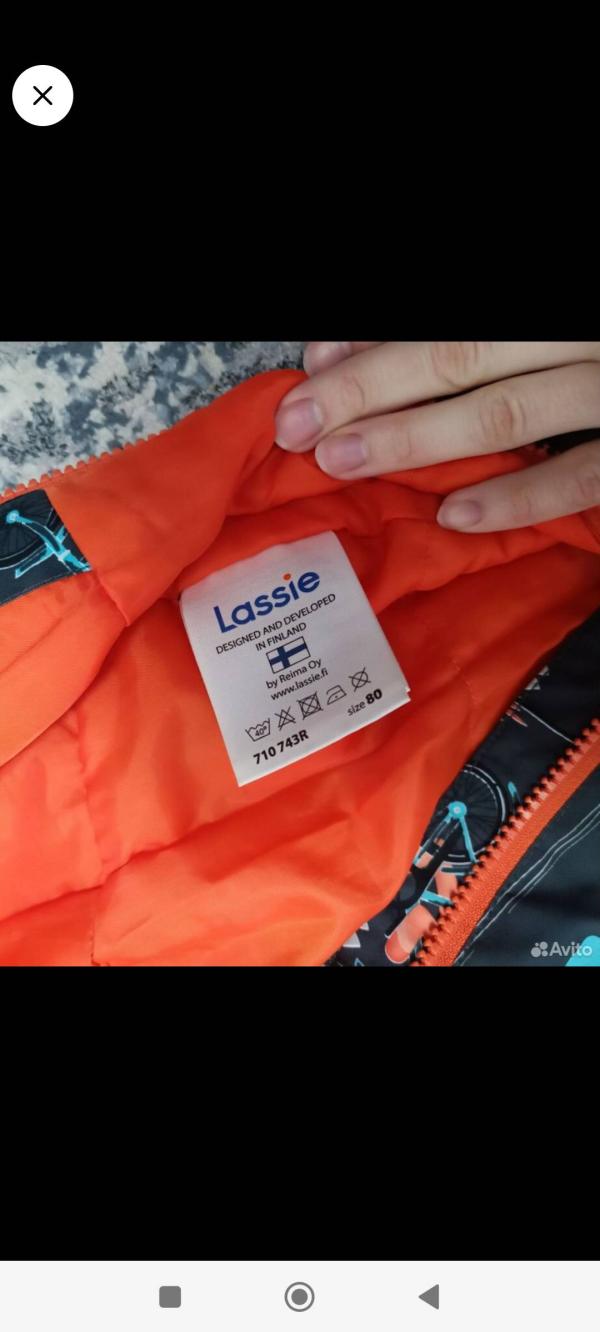 Lassie
DESIGNED AND DEVELOPED
IN FINLAND
by Reima Oy
www.lassie.fi
40°
710 743R
size 80
Avito